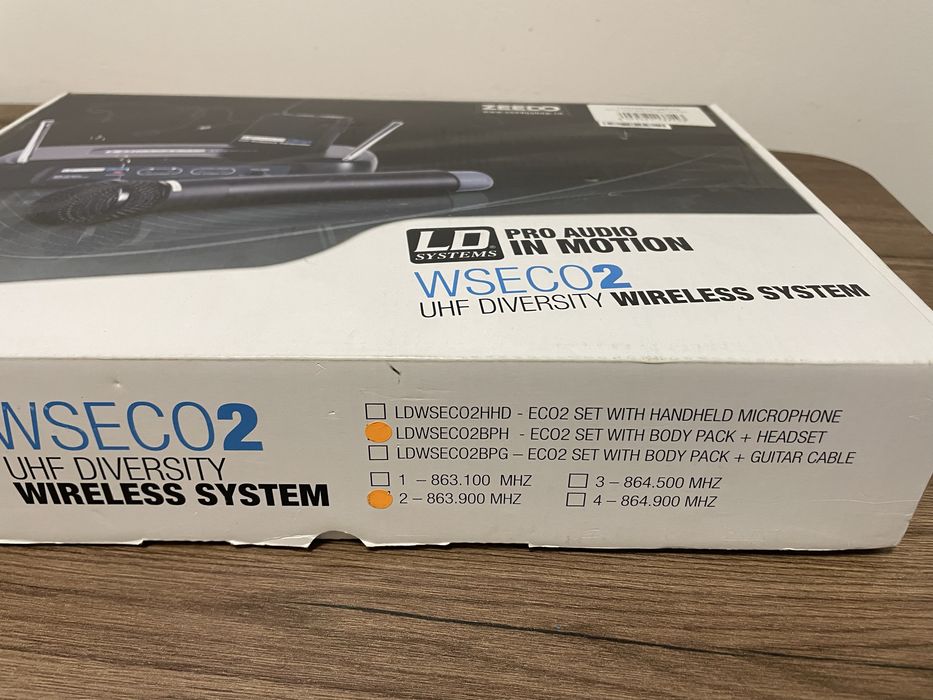 ZEEDO
LD
SYSTEMS
PRO AUDIO
IN MOTION
WSECO2
UHF DIVERSITY WIRELESS SYSTEM
WSECO2
UHF DIVERSITY
WIRELESS SYSTEM
LDWSECO2HHD - ECO2 SET WITH HANDHELD MICROPHONE
LDWSECO2BPH - ECO2 SET WITH BODY PACK + HEADSET
LDWSECO2BPG – ECO2 SET WITH BODY PACK + GUITAR CABLE
1 – 863.100 MHZ
2 – 863.900 MHZ
3 – 864.500 MHZ
4 – 864.900 MHZ